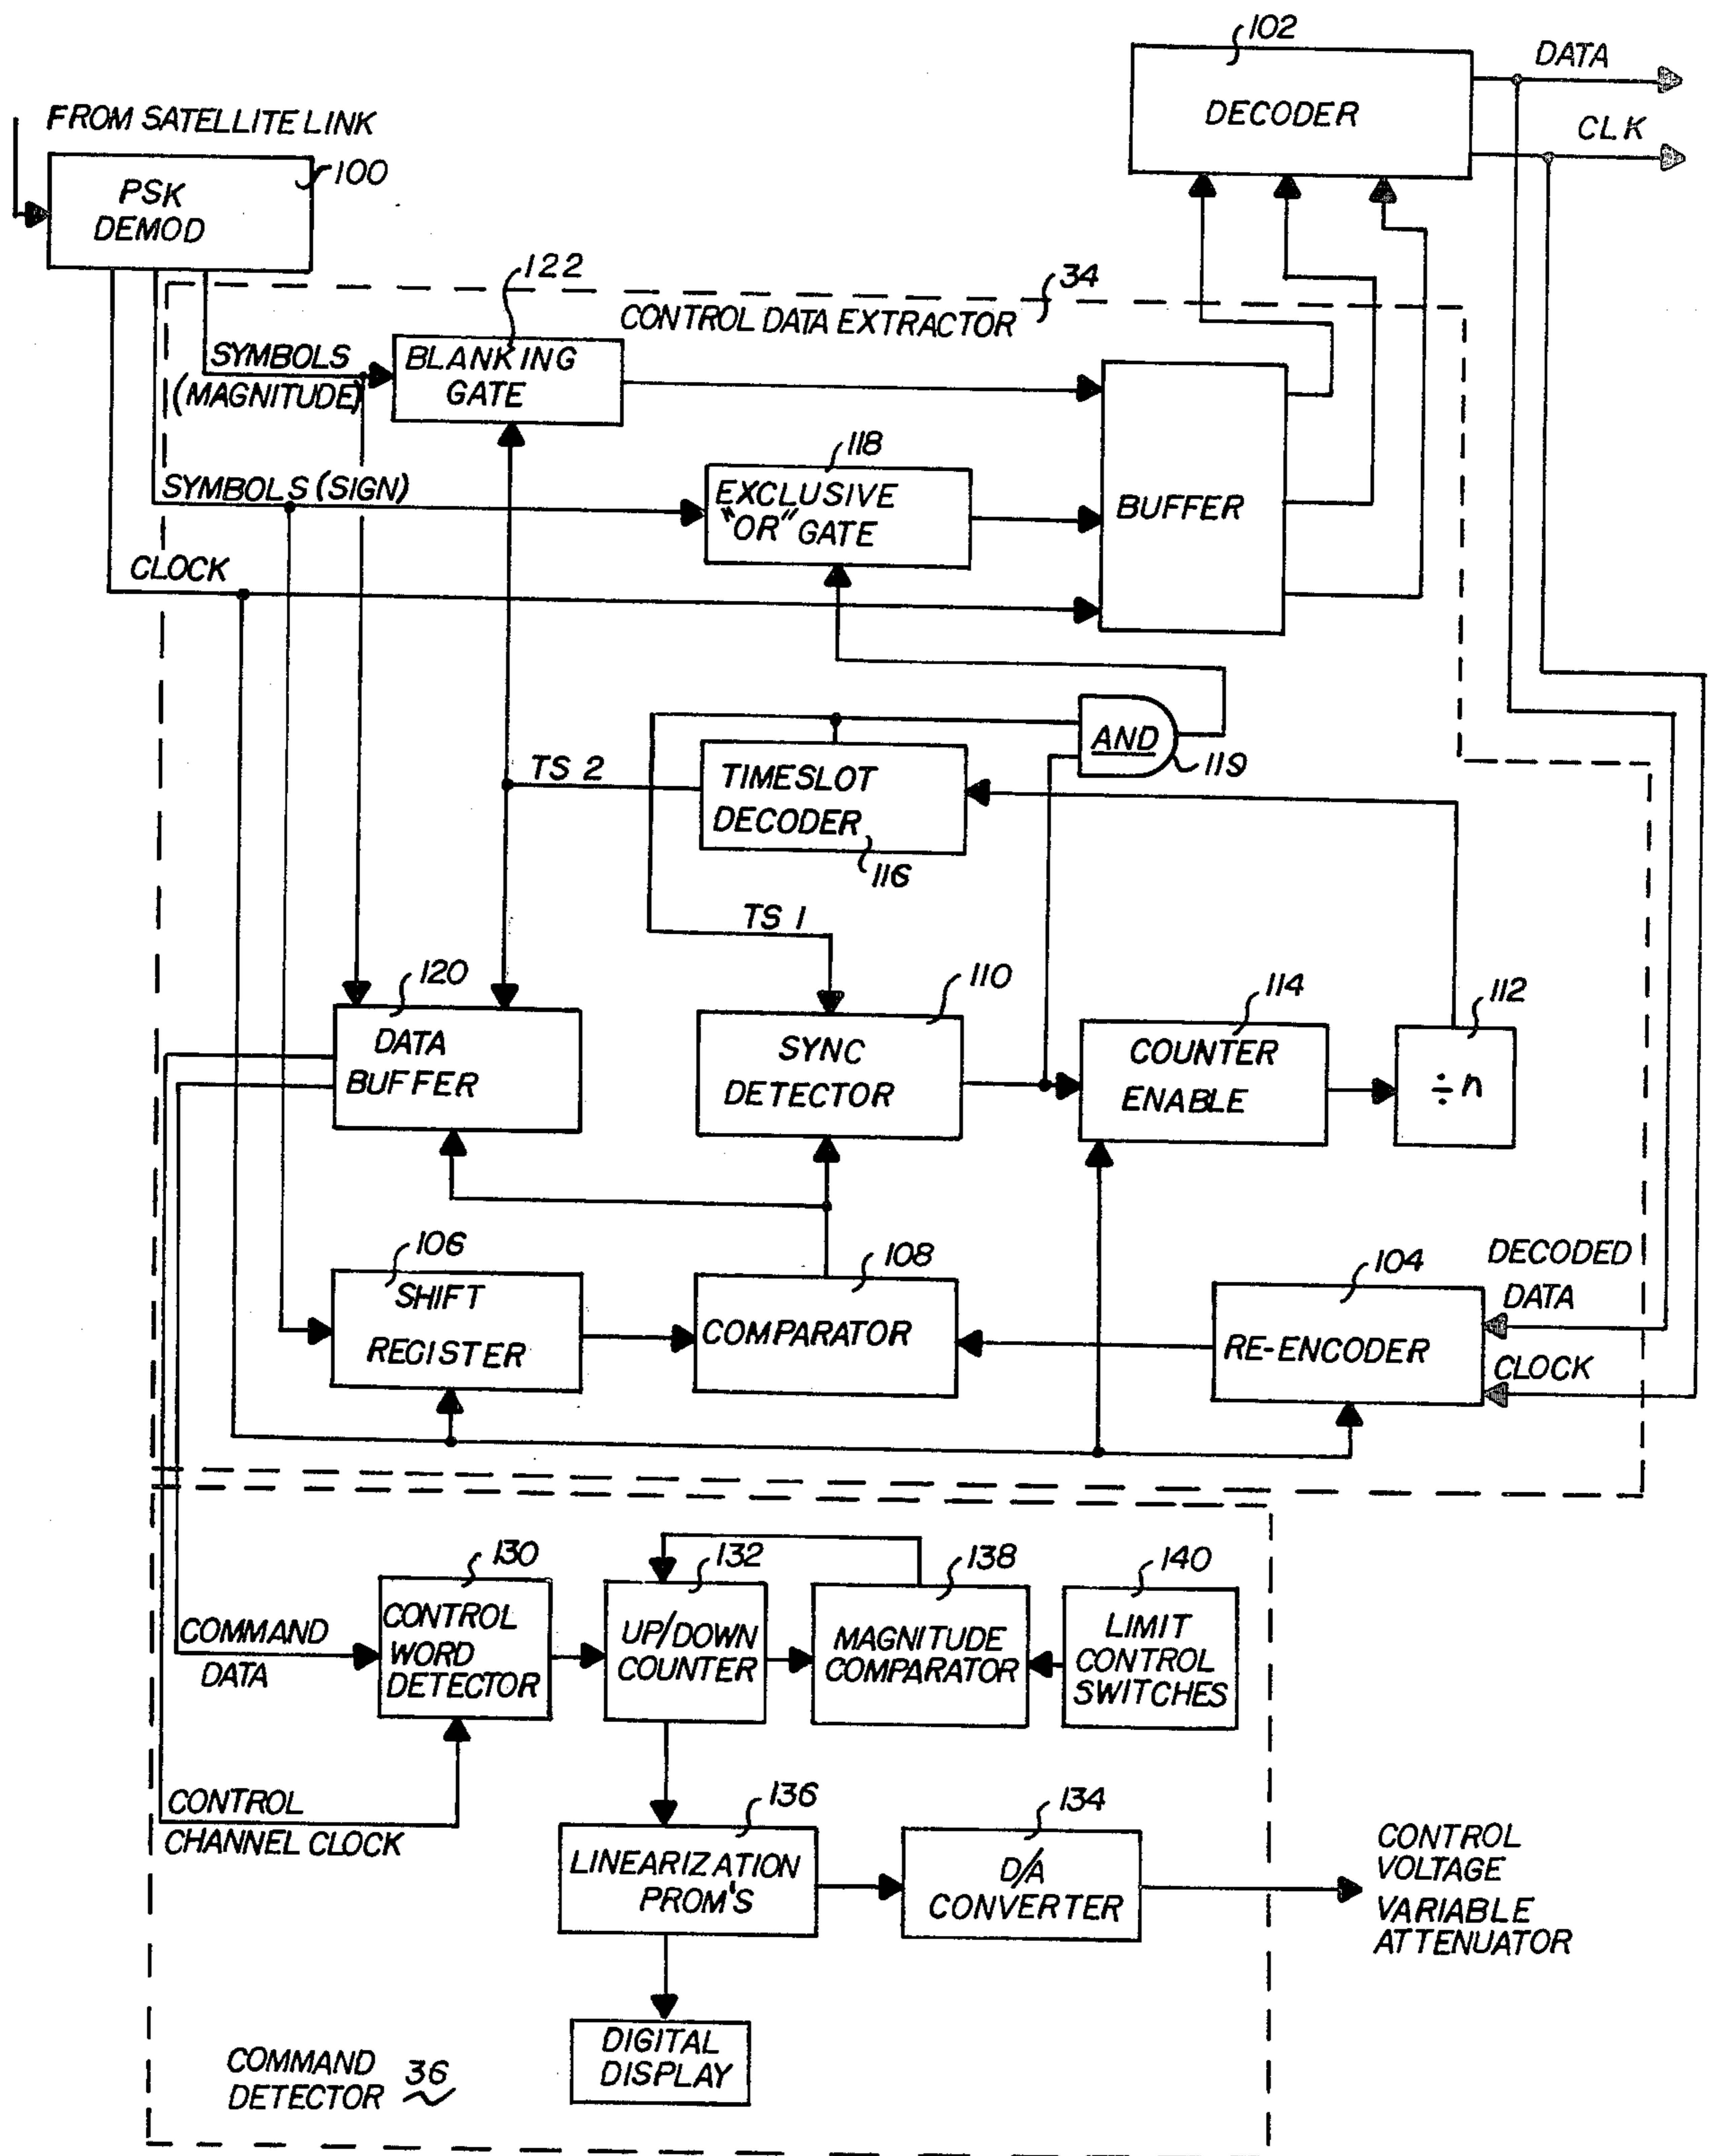 102
DATA
DECODER
CLK
FROM SATELLITE LINK
100
PSK
DEMOD
122
34
CONTROL DATA EXTRACTOR
SYMBOLS
(MAGNITUDE)
BLANKING
GATE
118
SYMBOLS (SIGN)
EXCLUSIVE
"OR" GATE
BUFFER
CLOCK
AND
119
TS 2
TIMESLOT
DECODER
116
TS 1
120
DATA
BUFFER
110
SYNC
DETECTOR
114
COUNTER
ENABLE
112
÷ n
106
SHIFT
REGISTER
108
COMPARATOR
104
RE-ENCODER
DECODED
DATA
CLOCK
130
CONTROL
WORD
DETECTOR
132
UP/DOWN
COUNTER
138
MAGNITUDE
COMPARATOR
140
LIMIT
CONTROL
SWITCHES
COMMAND
DATA
CONTROL
CHANNEL CLOCK
136
LINEARIZATION
PROM'S
134
D/A
CONVERTER
CONTROL
VOLTAGE
VARIABLE
ATTENUATOR
DIGITAL
DISPLAY
COMMAND
DETECTOR 36